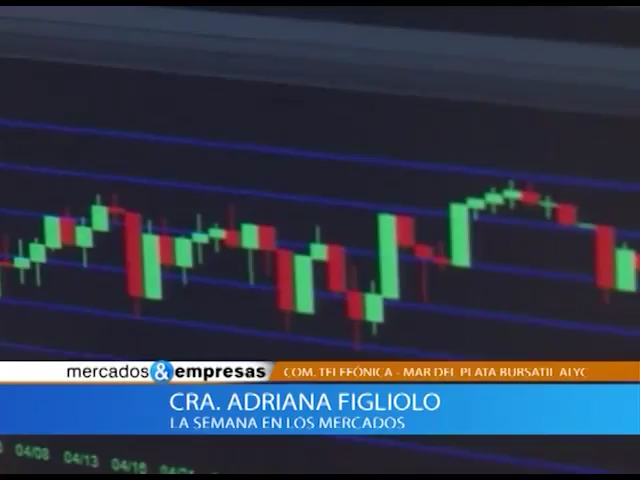 mercados&empresas
COM. TELEFÓNICA - MAR DEL PLATA BURSATIL ALYC
CRA. ADRIANA FIGLIOLO
LA SEMANA EN LOS MERCADOS
04/08 04/13 04/16